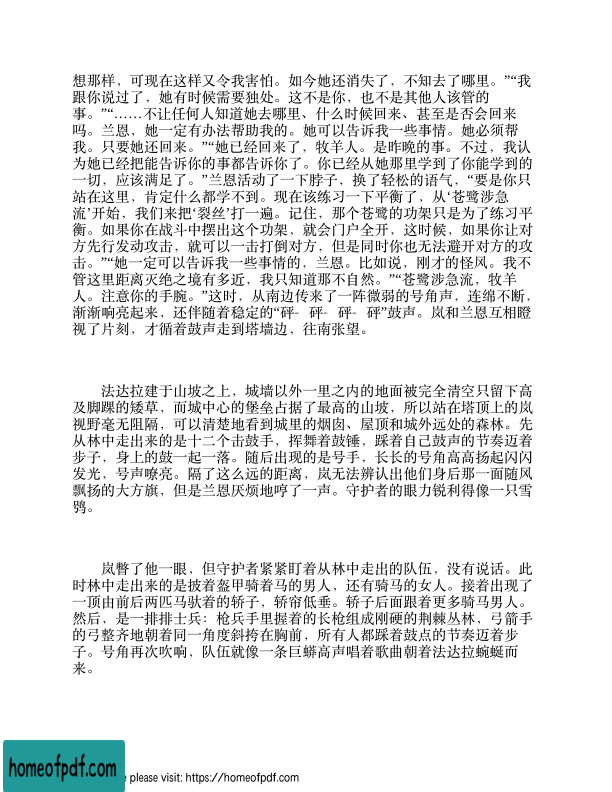 想那样，可现在这样又令我害怕。如今她还消失了，不知去了哪里。”“我
跟你说过了，她有时候需要独处。这不是你，也不是其他人该管的
事。”“……不让任何人知道她去哪里、什么时候回来、甚至是否会回来
吗。兰恩，她一定有办法帮助我的。她可以告诉我一些事情。她必须帮
我。只要她还回来。”“她已经回来了，牧羊人。是昨晚的事。不过，我认
为她已经把能告诉你的事都告诉你了。你已经从她那里学到了你能学到的
一切，应该满足了。”兰恩活动了一下脖子，换了轻松的语气，“要是你只
站在这里，肯定什么都学不到。现在该练习一下平衡了，从‘苍鹭涉急
流’开始，我们来把‘裂丝’打一遍。记住，那个苍鹭的功架只是为了练习平
衡。如果你在战斗中摆出这个功架，就会门户全开，这时候，如果你让对
方先行发动攻击，就可以一击打倒对方，但是同时你也无法避开对方的攻
击。”“她一定可以告诉我一些事情的，兰恩。比如说，刚才的怪风。我不
管这里距离灭绝之境有多近，我只知道那不自然。”“苍鹭涉急流，牧羊
人。注意你的手腕。”这时，从南边传来了一阵微弱的号角声，连绵不断，
渐渐响亮起来，还伴随着稳定的“砰- 砰- 砰- 砰”鼓声。岚和兰恩互相瞪
视了片刻，才循着鼓声走到塔墙边，往南张望。
法达拉建于山坡之上，城墙以外一里之内的地面被完全清空只留下高
及脚踝的矮草，而城中心的堡垒占据了最高的山坡，所以站在塔顶上的岚
视野毫无阻隔，可以清楚地看到城里的烟囱、屋顶和城外远处的森林。先
从林中走出来的是十二个击鼓手，挥舞着鼓锤，踩着自己鼓声的节奏迈着
步子，身上的鼓一起一落。随后出现的是号手，长长的号角高高扬起闪闪
发光，号声嘹亮。隔了这么远的距离，岚无法辨认出他们身后那一面随风
飘扬的大方旗，但是兰恩厌烦地哼了一声。守护者的眼力锐利得像一只雪
鸮。
岚瞥了他一眼，但守护者紧紧盯着从林中走出的队伍，没有说话。此
时林中走出来的是披着盔甲骑着马的男人，还有骑马的女人。接着出现了
一顶由前后两匹马驮着的轿子，轿帘低垂。轿子后面跟着更多骑马男人。
然后，是一排排士兵：枪兵手里握着的长枪组成刚硬的荆棘丛林，弓箭手
的弓整齐地朝着同一角度斜挎在胸前，所有人都踩着鼓点的节奏迈着步
子。号角再次吹响，队伍就像一条巨蟒高声唱着歌曲朝着法达拉蜿蜒而
来。
homeofpdf.com
e please visit: https://homeofpdf.com